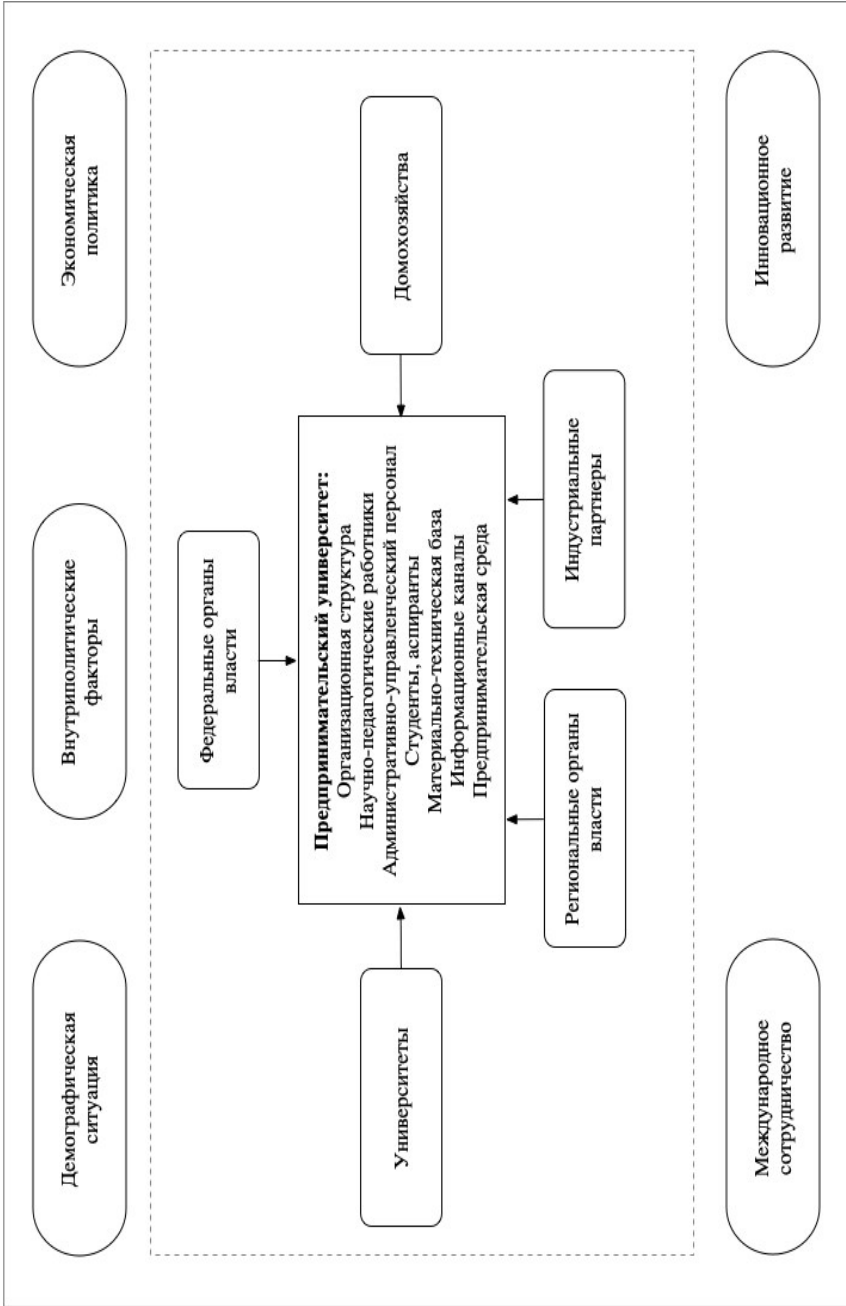 Демографическая
ситуация
Внутриполитические
факторы
Экономическая
политика
Федеральные органы
власти
Университеты
Предпринимательский университет:
Организационная структура
Научно-педагогические работники
Административно-управленческий персонал
Студенты, аспиранты
Материально-техническая база
Информационные каналы
Предпринимательская среда
Домохозяйства
Региональные органы
власти
Индустриальные
партнеры
Международное
сотрудничество
Инновационное
развитие